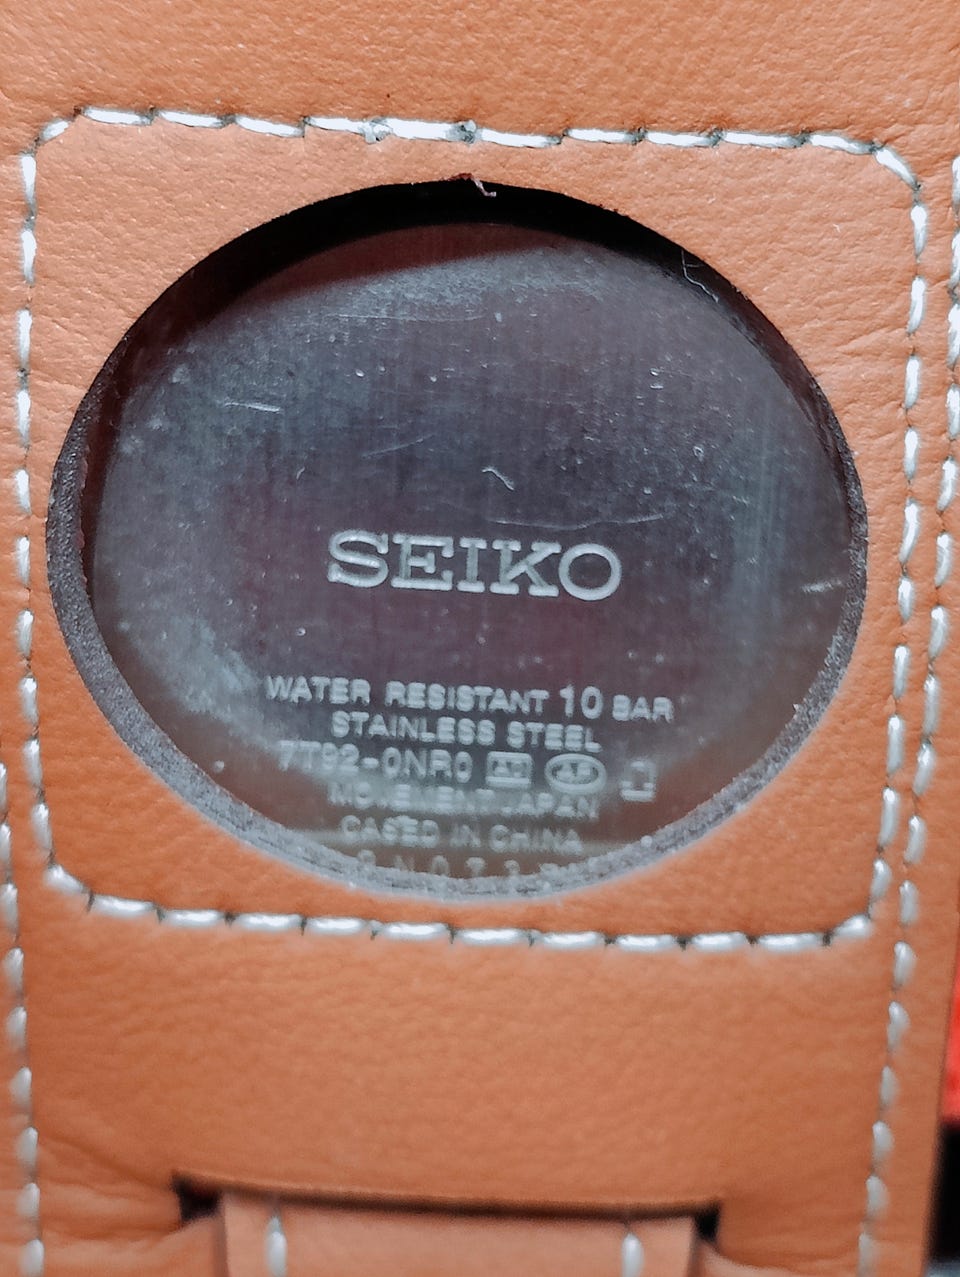 SEIKO
WATER RESISTANT 10 BAR
STAINLESS STEEL
7T92-0NR0
MOVEMENT JAPAN
CASED IN CHINA